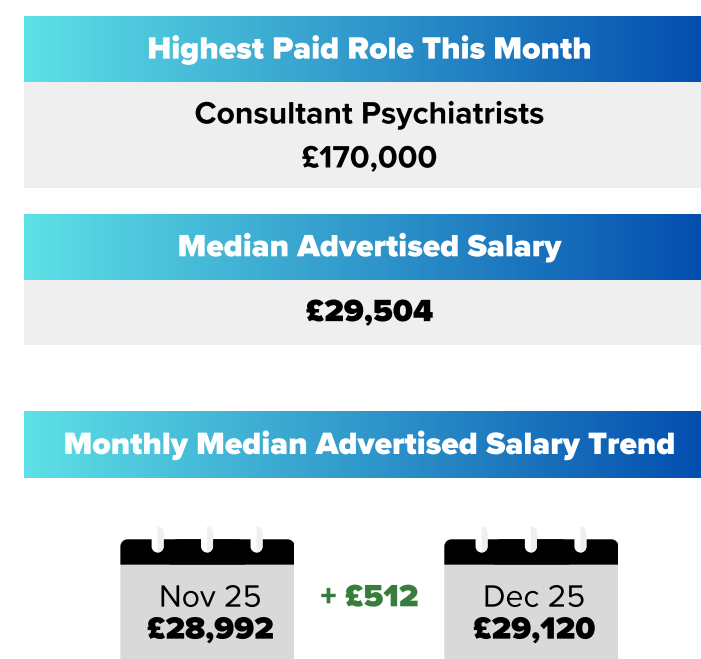 Highest Paid Role This Month
Consultant Psychiatrists
£170,000
Median Advertised Salary
£29,504
Monthly Median Advertised Salary Trend
Nov 25
£28,992
+ £512
Dec 25
£29,120